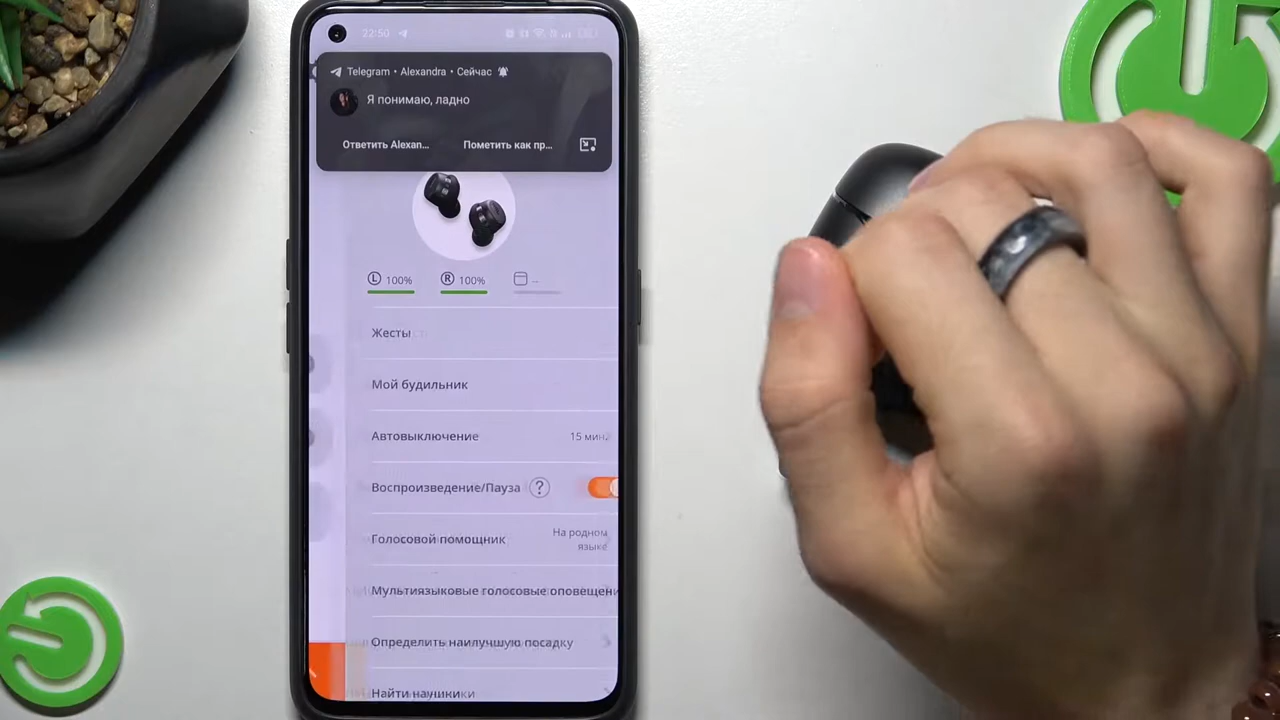 22:50
Telegram • Alexandra • Сейчас
Я понимаю, ладно
Ответить Alexan... Пометить как пр...
L 100% R 100% --
Жесты
Мой будильник
Автовыключение 15 мин
Воспроизведение/Пауза ?
Голосовой помощник На родном
языке
Мультиязыковые голосовые оповещени
Определить наилучшую посадку
Найти наушники